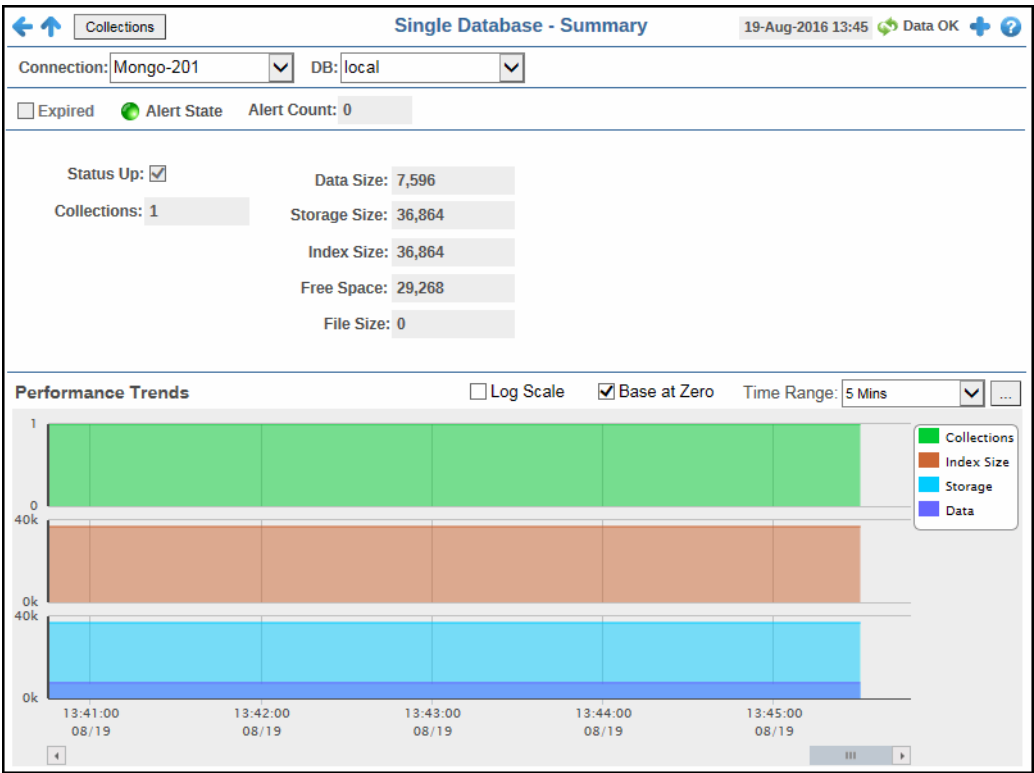 Collections Single Database - Summary 19-Aug-2016 13:45 Data OK
Connection: Mongo-201 DB: local
Expired Alert State Alert Count: 0
Status Up:
Data Size: 7,596
Collections: 1
Storage Size: 36,864
Index Size: 36,864
Free Space: 29,268
File Size: 0
Performance Trends Log Scale Base at Zero Time Range: 5 Mins ...
1
0
40k
0k
40k
0k
Collections
Index Size
Storage
Data
13:41:00 13:42:00 13:43:00 13:44:00 13:45:00
08/19 08/19 08/19 08/19 08/19